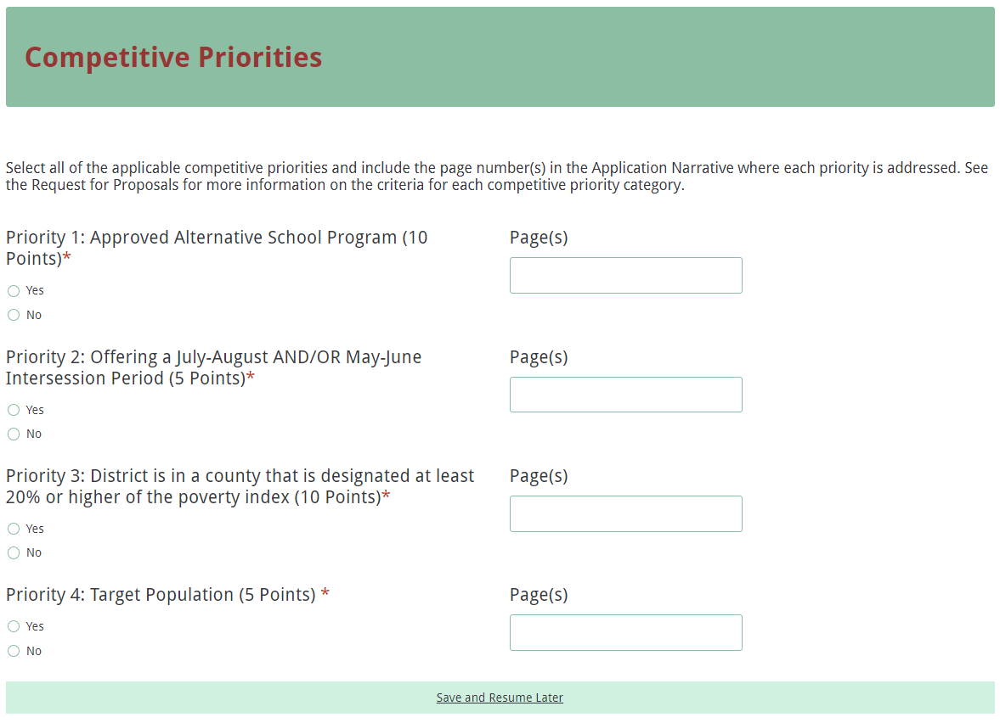 Competitive Priorities
Select all of the applicable competitive priorities and include the page number(s) in the Application Narrative where each priority is addressed. See
the Request for Proposals for more information on the criteria for each competitive priority category.
Priority 1: Approved Alternative School Program (10
Points)*
Page(s)
Yes
No
Priority 2: Offering a July-August AND/OR May-June
Intersession Period (5 Points)*
Page(s)
Yes
No
Priority 3: District is in a county that is designated at least
20% or higher of the poverty index (10 Points)*
Page(s)
Yes
No
Priority 4: Target Population (5 Points) *
Page(s)
Yes
No
Save and Resume Later